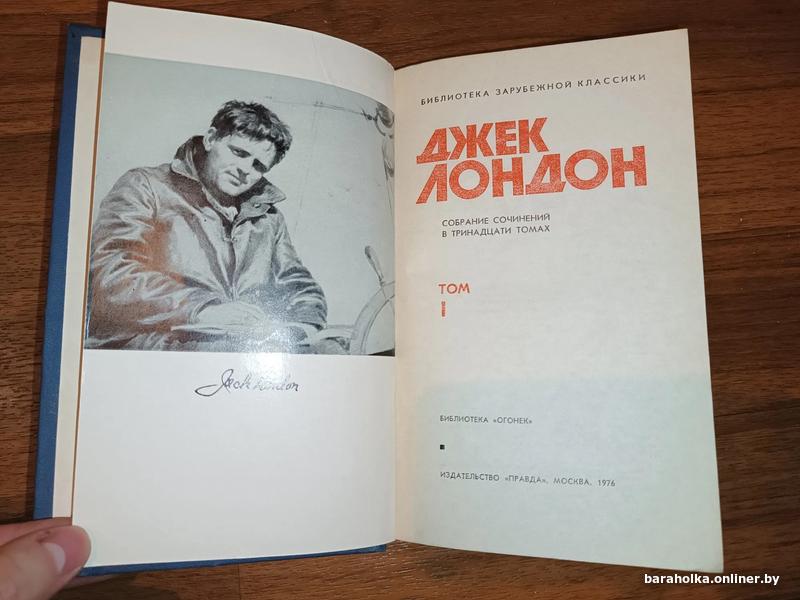 Jack London
БИБЛИОТЕКА ЗАРУБЕЖНОЙ КЛАССИКИ
ДЖЕК
ЛОНДОН
СОБРАНИЕ СОЧИНЕНИЙ
В ТРИНАДЦАТИ ТОМАХ
ТОМ
I
БИБЛИОТЕКА «ОГОНЕК»
ИЗДАТЕЛЬСТВО «ПРАВДА». МОСКВА. 1976
baraholka.onliner.by